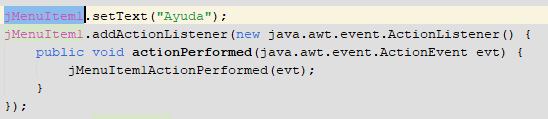 jMenuItem1.setText("Ayuda");
jMenuItem1.addActionListener(new java.awt.event.ActionListener() {
    public void actionPerformed(java.awt.event.ActionEvent evt) {
        jMenuItem1ActionPerformed(evt);
    }
});